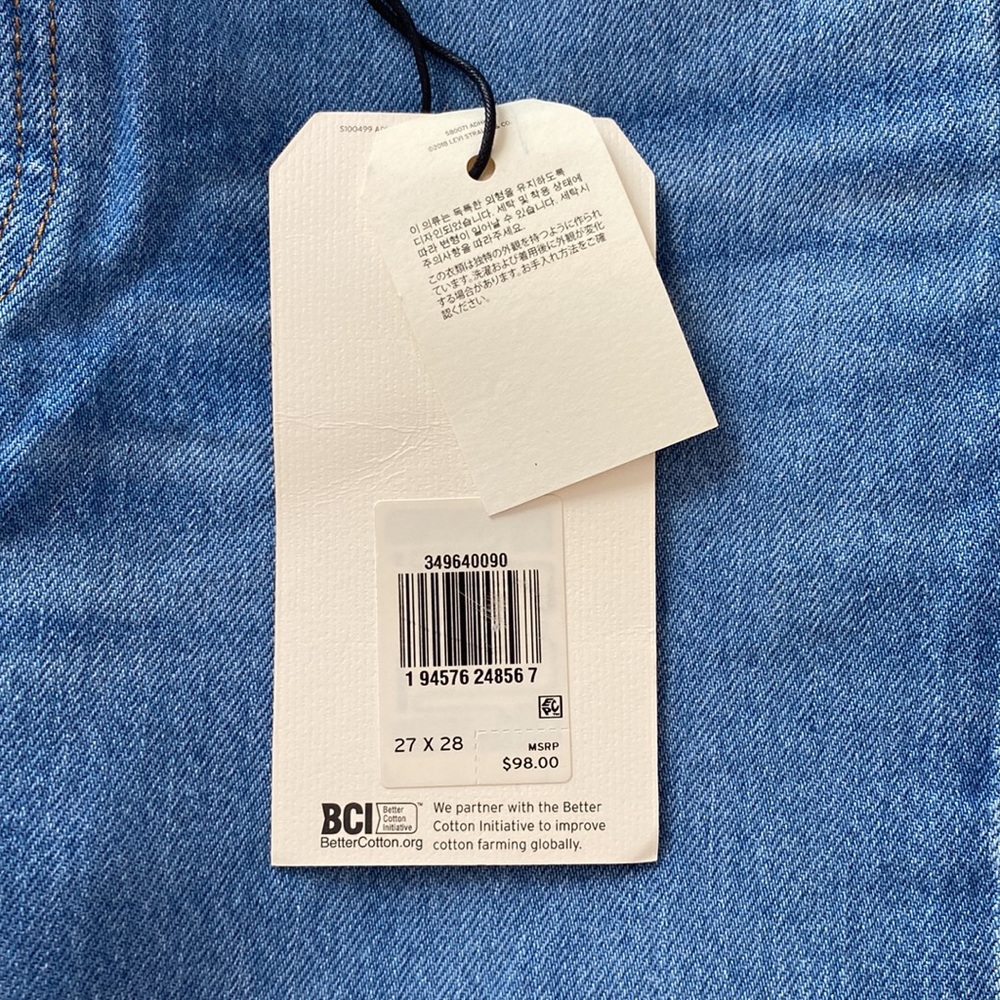 S100499
580071
©2018 LEVI STRAUSS & CO.
이 의류는 독특한 외형을 유지하도록
디자인되었습니다. 세탁 및 착용 상태에
따라 변형이 일어날 수 있습니다. 세탁시
주의사항을 따라주세요.
この衣類は独特の外観を持つように作られ
ています。洗濯および着用後に外観が変化
する場合があります。お手入れ方法をご確
認ください。
349640090
1 94576 24856 7
27 X 28
MSRP
$98.00
BCI
Better
Cotton
Initiative
™
BetterCotton.org
We partner with the Better
Cotton Initiative to improve
cotton farming globally.